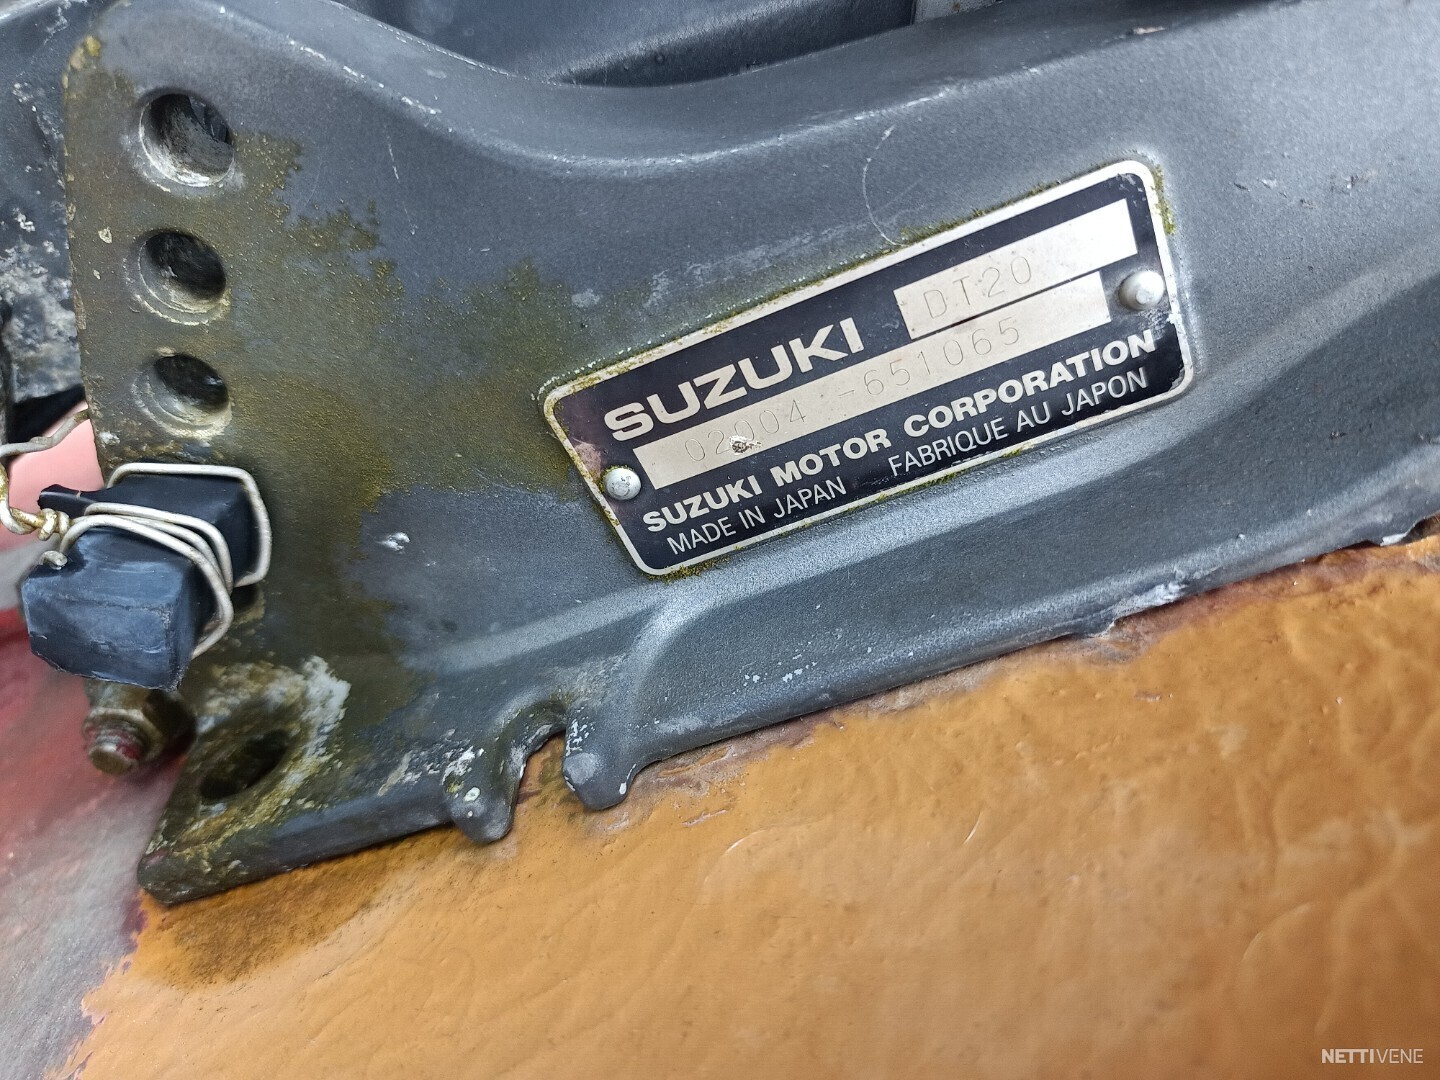 SUZUKI DT20
02004-651065
SUZUKI MOTOR CORPORATION
MADE IN JAPAN FABRIQUE AU JAPON
NETTIVENE